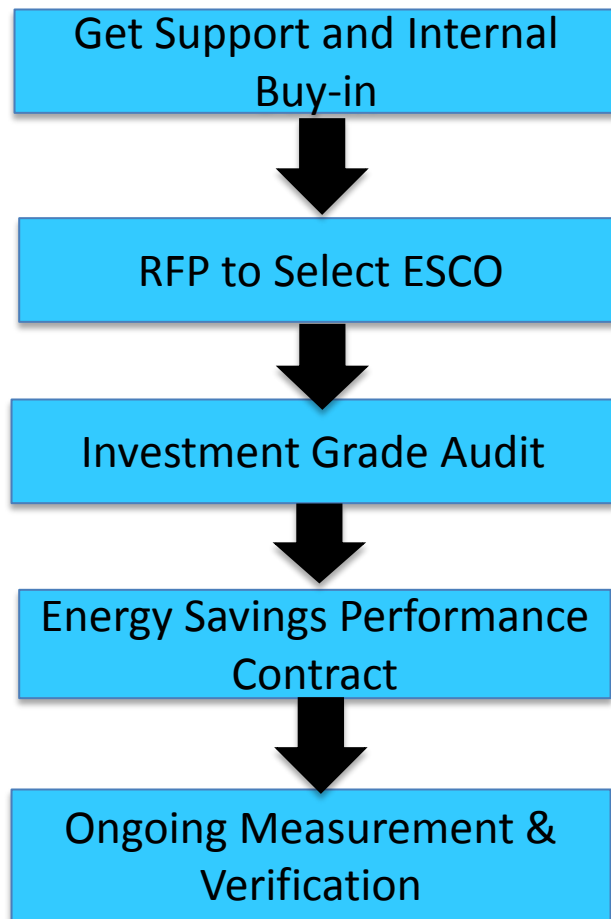 Get Support and Internal
Buy-in
RFP to Select ESCO
Investment Grade Audit
Energy Savings Performance
Contract
Ongoing Measurement &
Verification